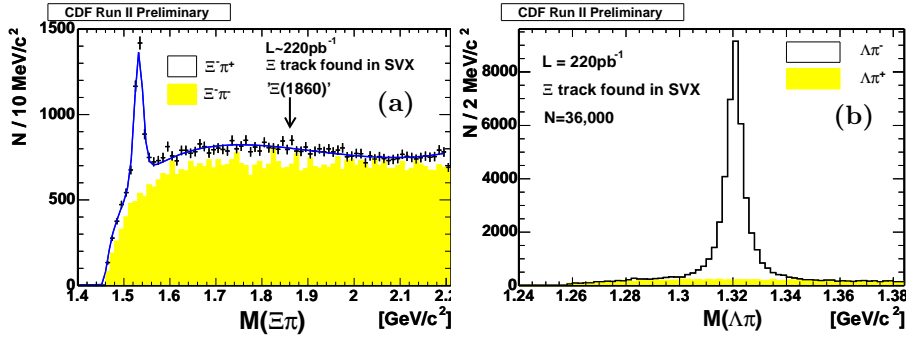 CDF Run II Preliminary
N / 10 MeV/c²
1500
1000
500
0
Ξ⁻π⁺
Ξ⁻π⁻
L~220pb⁻¹
Ξ track found in SVX
'Ξ(1860)'
(a)
1.4 1.5 1.6 1.7 1.8 1.9 2 2.1 2.2
M(Ξπ) [GeV/c²]
CDF Run II Preliminary
N / 2 MeV/c²
8000
6000
4000
2000
0
L = 220pb⁻¹
Ξ track found in SVX
N=36,000
Λπ⁻
Λπ⁺
(b)
1.24 1.26 1.28 1.3 1.32 1.34 1.36 1.38
M(Λπ) [GeV/c²]